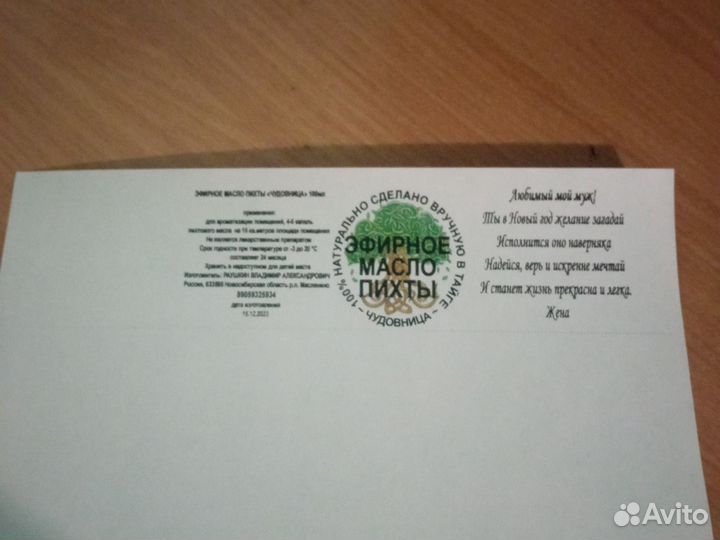 ЭФИРНОЕ МАСЛО ПИХТЫ «ЧУДОВНИЦА» 100мл
применение:
для ароматизации помещений, 4-6 капель
пихтового масла на 15 кв.метров площади помещения
Не является лекарственным препаратом
Срок годности при температуре от -3 до 20 °C
составляет 24 месяца
Хранить в недоступном для детей месте
Изготовитель: РАУШКИН ВЛАДИМИР АЛЕКСАНДРОВИЧ
Россия, 633565 Новосибирская область р.п. Маслянино
дата изготовления
15.12.2023
100% НАТУРАЛЬНО СДЕЛАНО ВРУЧНУЮ В ТАЙГЕ
ЭФИРНОЕ
МАСЛО
ПИХТЫ
~ ЧУДОВНИЦА ~
Любимый мой муж!
Ты в Новый год желание загадай
Исполнится оно наверняка
Надейся, верь и искренне мечтай
И станет жизнь прекрасна и легка.
Жена
Avito